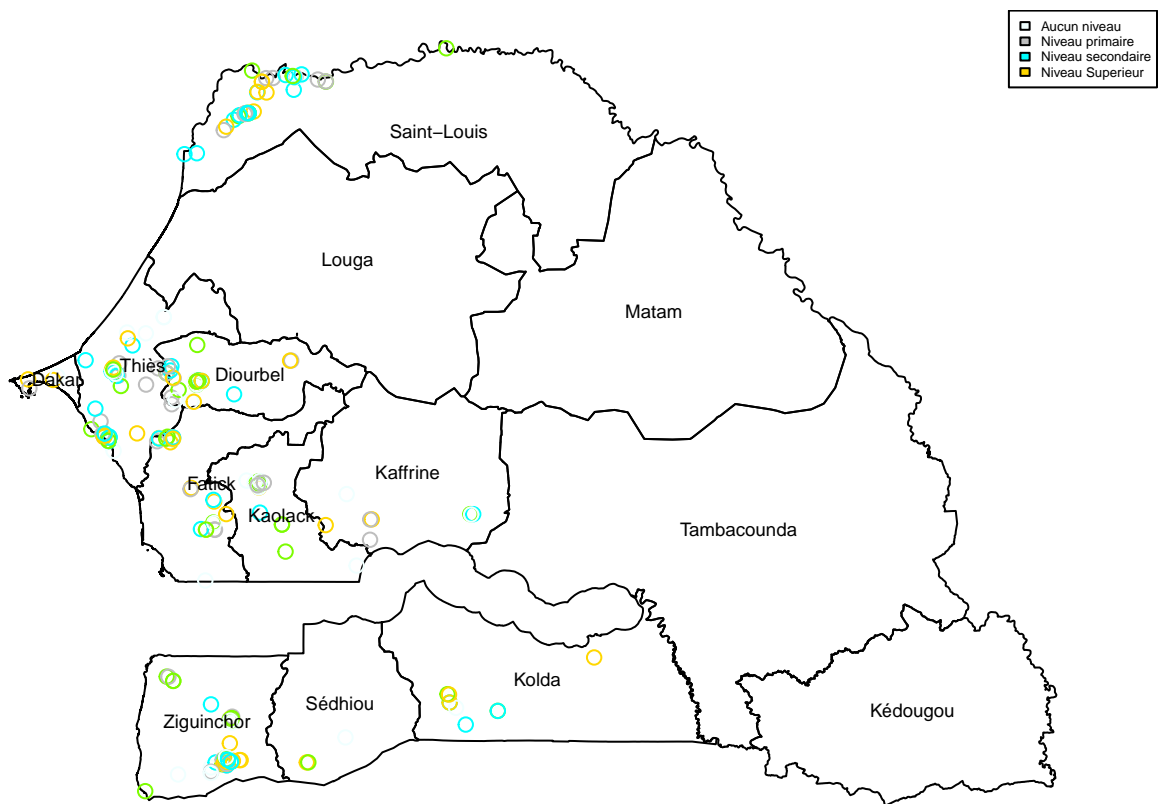 Aucun niveau
Niveau primaire
Niveau secondaire
Niveau Superieur
Saint−Louis
Louga
Matam
Thiès
Dakar
Diourbel
Kaffrine
Fatick
Kaolack
Tambacounda
Kolda
Sédhiou
Ziguinchor
Kédougou